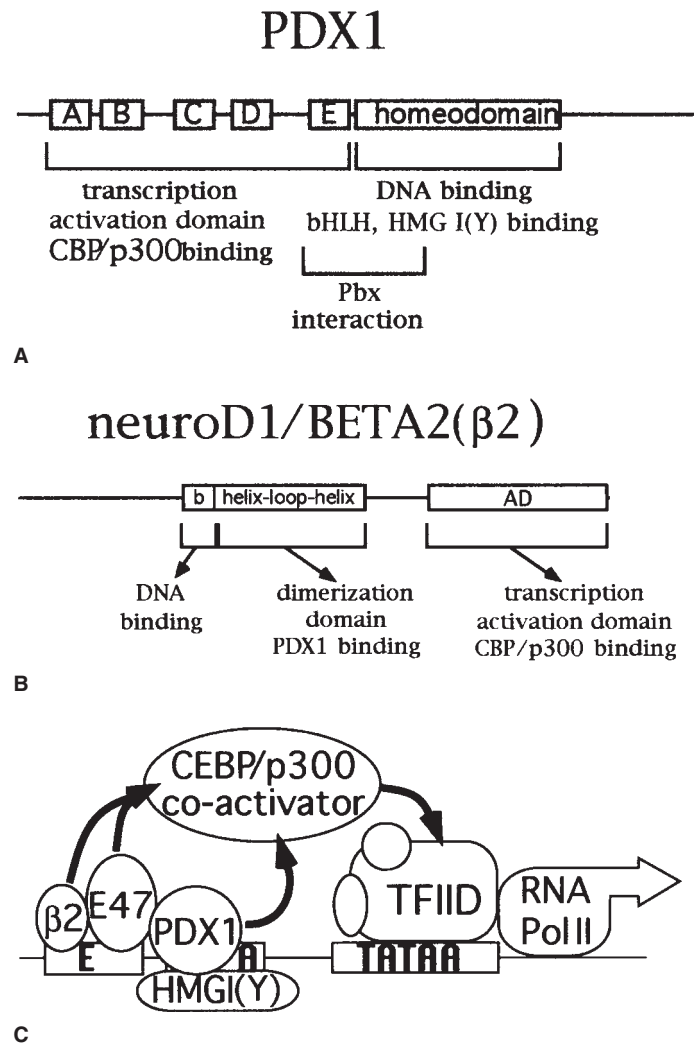 PDX1
A B C D E homeodomain
transcription
activation domain
CBP/p300binding
DNA binding
bHLH, HMG I(Y) binding
Pbx
interaction
A
neuroD1/BETA2(β2)
b helix-loop-helix AD
DNA
binding
dimerization
domain
PDX1 binding
transcription
activation domain
CBP/p300 binding
B
CEBP/p300
co-activator
β2
E47
PDX1
TFIID
RNA
Pol II
E
A
TATAA
HMGI(Y)
C